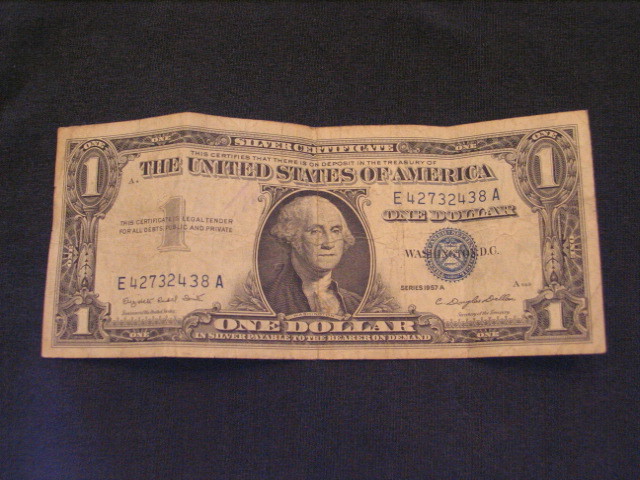 SILVER CERTIFICATE
ONE
ONE
ONE
ONE
1
1
THIS CERTIFIES THAT THERE IS ON DEPOSIT IN THE TREASURY OF
THE UNITED STATES OF AMERICA
E 42732438 A
ONE DOLLAR
THIS CERTIFICATE IS LEGAL TENDER
FOR ALL DEBTS PUBLIC AND PRIVATE
1
WASHINGTON, D.C.
E 42732438 A
SERIES 1957 A
1
1
ONE DOLLAR
IN SILVER PAYABLE TO THE BEARER ON DEMAND
ONE
ONE